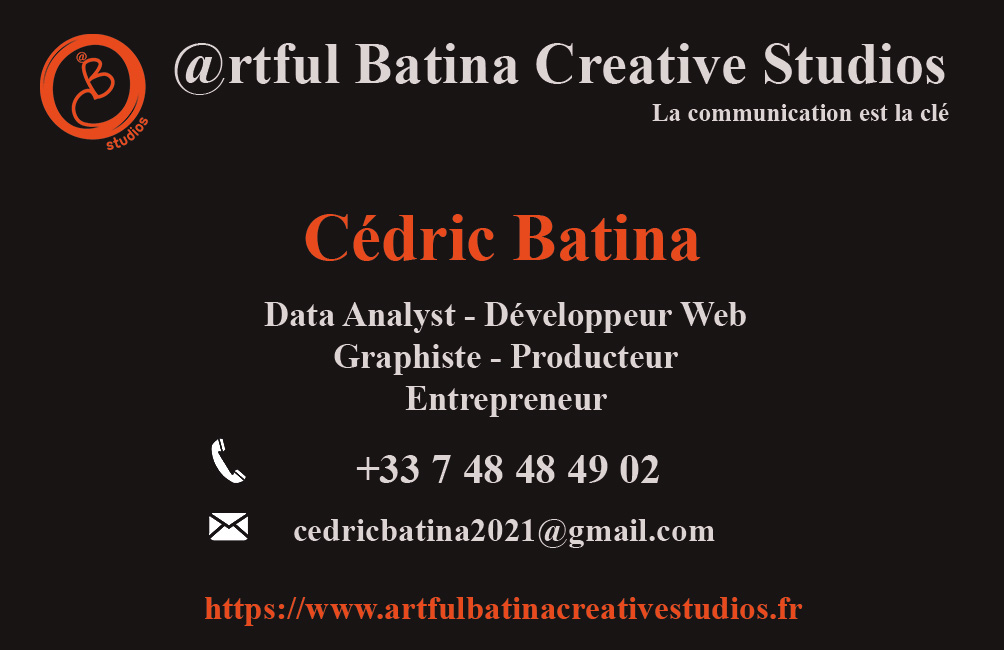 @B
studios
@rtful Batina Creative Studios
La communication est la clé
Cédric Batina
Data Analyst - Développeur Web
Graphiste - Producteur
Entrepreneur
+33 7 48 48 49 02
cedricbatina2021@gmail.com
https://www.artfulbatinacreativestudios.fr